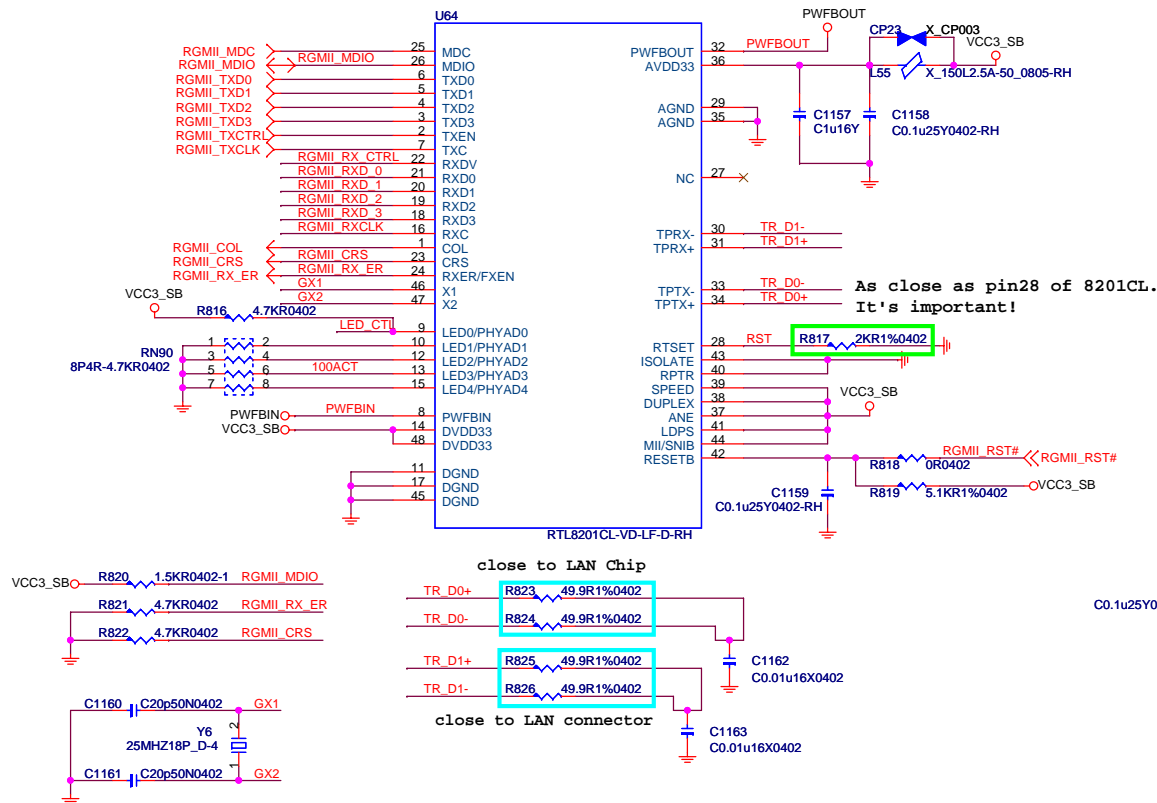 U64
RTL8201CL-VD-LF-D-RH
RGMII_MDC 25 MDC
RGMII_MDIO RGMII_MDIO 26 MDIO
RGMII_TXD0 6 TXD0
RGMII_TXD1 5 TXD1
RGMII_TXD2 4 TXD2
RGMII_TXD3 3 TXD3
RGMII_TXCTRL 2 TXEN
RGMII_TXCLK 7 TXC
RGMII_RX_CTRL 22 RXDV
RGMII_RXD_0 21 RXD0
RGMII_RXD_1 20 RXD1
RGMII_RXD_2 19 RXD2
RGMII_RXD_3 18 RXD3
RGMII_RXCLK 16 RXC
RGMII_COL 1 COL
RGMII_CRS RGMII_CRS 23 CRS
RGMII_RX_ER RGMII_RX_ER 24 RXER/FXEN
GX1 46 X1
GX2 47 X2
VCC3_SB
R816 4.7KR0402
LED_CTL 9 LED0/PHYAD0
RN90
8P4R-4.7KR0402
1 2 10 LED1/PHYAD1
3 4 12 LED2/PHYAD2
5 6 100ACT 13 LED3/PHYAD3
7 8 15 LED4/PHYAD4
PWFBIN PWFBIN 8 PWFBIN
VCC3_SB 14 DVDD33
48 DVDD33
11 DGND
17 DGND
45 DGND
PWFBOUT
PWFBOUT 32 PWFBOUT
AVDD33 36
CP23 X_CP003
VCC3_SB
L55 X_150L2.5A-50_0805-RH
AGND 29
AGND 35
C1157
C1u16Y
C1158
C0.1u25Y0402-RH
NC 27
TPRX- 30 TR_D1-
TPRX+ 31 TR_D1+
TPTX- 33 TR_D0-
TPTX+ 34 TR_D0+
As close as pin28 of 8201CL.
It's important!
RTSET 28 RST R817 2KR1%0402
ISOLATE 43
RPTR 40
SPEED 39
DUPLEX 38
ANE 37
LDPS 41
MII/SNIB 44
RESETB 42
VCC3_SB
R818 0R0402 RGMII_RST# RGMII_RST#
R819 5.1KR1%0402 VCC3_SB
C1159
C0.1u25Y0402-RH
VCC3_SB R820 1.5KR0402-1 RGMII_MDIO
R821 4.7KR0402 RGMII_RX_ER
R822 4.7KR0402 RGMII_CRS
close to LAN Chip
TR_D0+ R823 49.9R1%0402
TR_D0- R824 49.9R1%0402
C1162
C0.01u16X0402
TR_D1+ R825 49.9R1%0402
TR_D1- R826 49.9R1%0402
close to LAN connector
C1163
C0.01u16X0402
C1160 C20p50N0402 GX1
Y6
25MHZ18P_D-4
2
1
C1161 C20p50N0402 GX2
C0.1u25Y0